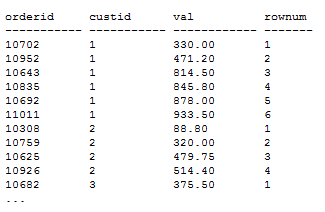 orderid custid val rownum
----------- ----------- ------------ -------
10702 1 330.00 1
10952 1 471.20 2
10643 1 814.50 3
10835 1 845.80 4
10692 1 878.00 5
11011 1 933.50 6
10308 2 88.80 1
10759 2 320.00 2
10625 2 479.75 3
10926 2 514.40 4
10682 3 375.50 1
...